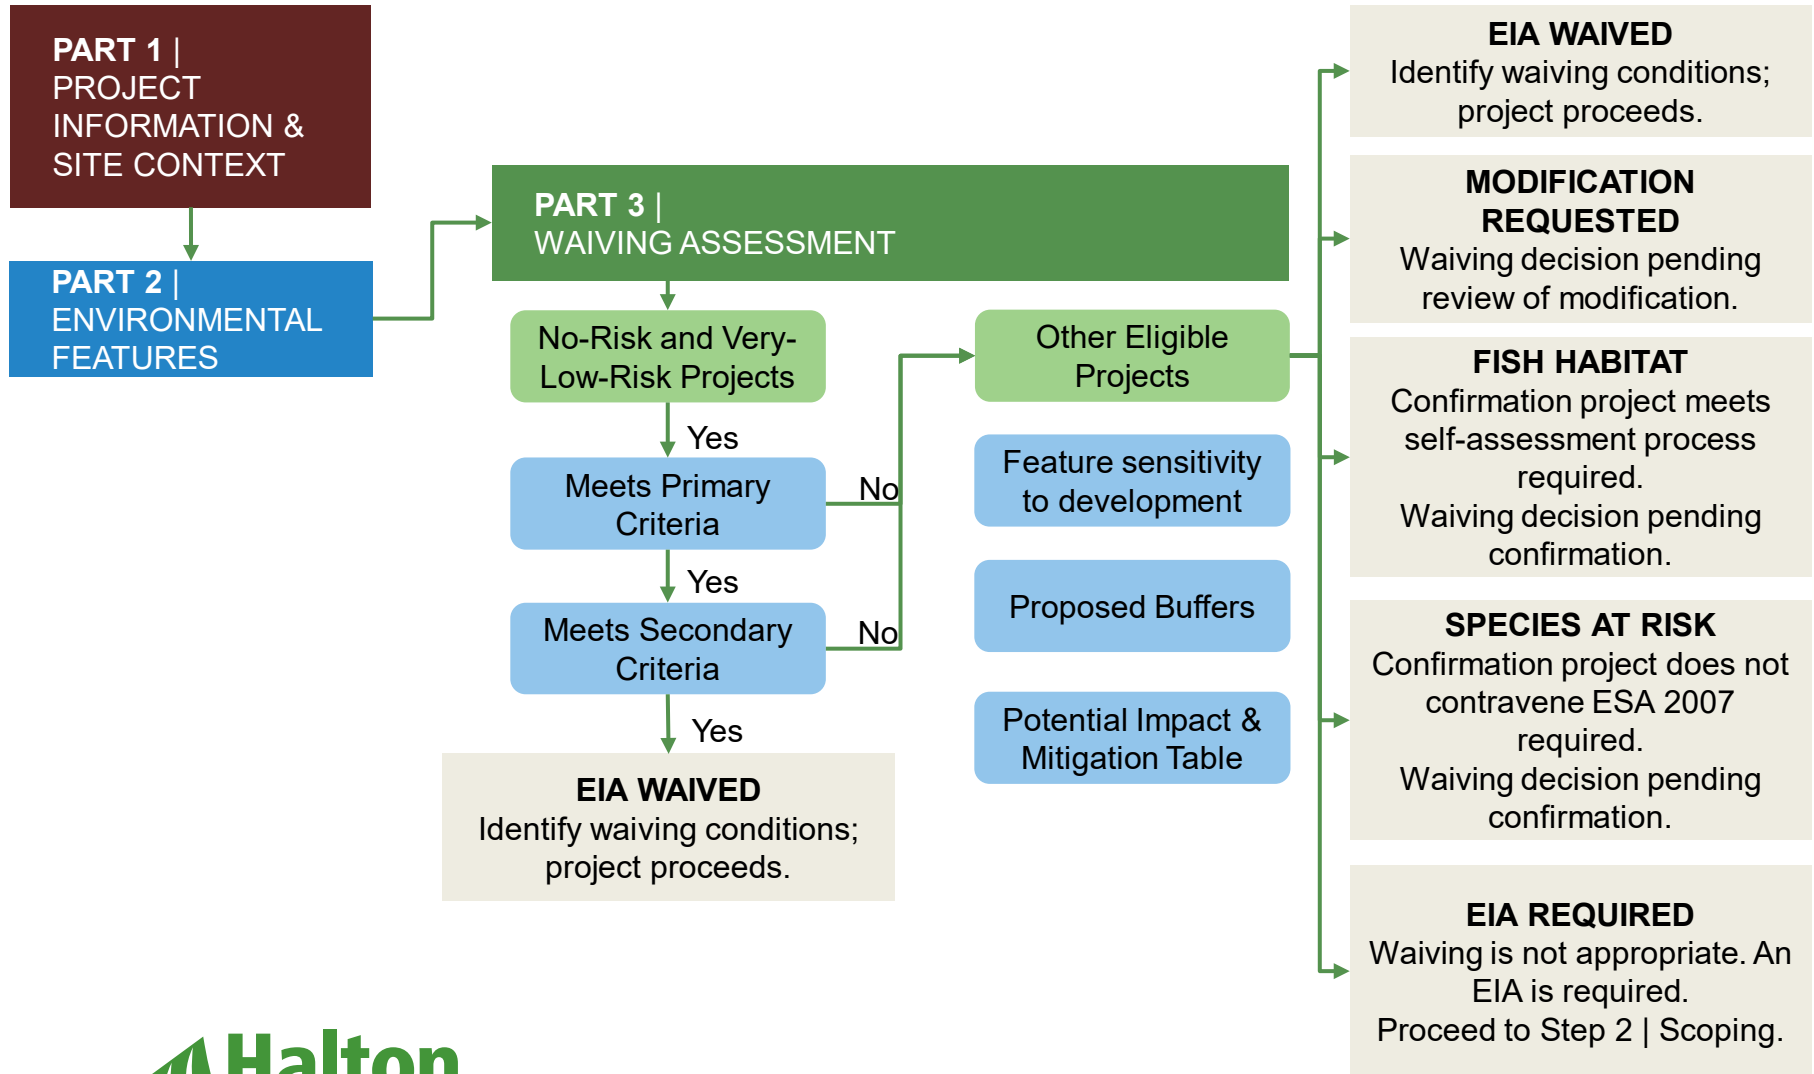 PART 1 |
PROJECT
INFORMATION &
SITE CONTEXT
PART 2 |
ENVIRONMENTAL
FEATURES
PART 3 |
WAIVING ASSESSMENT
No-Risk and Very-
Low-Risk Projects
Yes
Meets Primary
Criteria
No
Yes
Meets Secondary
Criteria
No
Yes
EIA WAIVED
Identify waiving conditions;
project proceeds.
Other Eligible
Projects
Feature sensitivity
to development
Proposed Buffers
Potential Impact &
Mitigation Table
EIA WAIVED
Identify waiving conditions;
project proceeds.
MODIFICATION
REQUESTED
Waiving decision pending
review of modification.
FISH HABITAT
Confirmation project meets
self-assessment process
required.
Waiving decision pending
confirmation.
SPECIES AT RISK
Confirmation project does not
contravene ESA 2007
required.
Waiving decision pending
confirmation.
EIA REQUIRED
Waiving is not appropriate. An
EIA is required.
Proceed to Step 2 | Scoping.
Halton